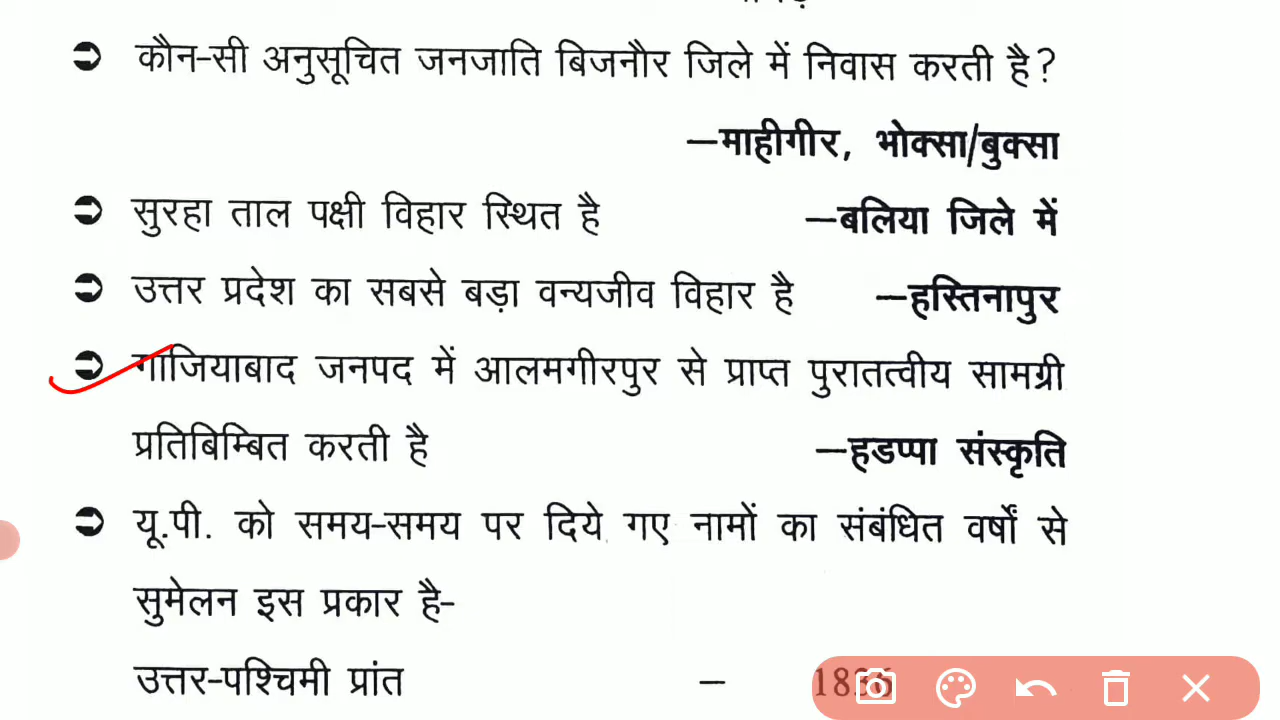 ➲ कौन-सी अनुसूचित जनजाति बिजनौर जिले में निवास करती है?
—माहीगीर, भोक्सा/बुक्सा
➲ सुरहा ताल पक्षी विहार स्थित है —बलिया जिले में
➲ उत्तर प्रदेश का सबसे बड़ा वन्यजीव विहार है —हस्तिनापुर
➲ गाजियाबाद जनपद में आलमगीरपुर से प्राप्त पुरातत्वीय सामग्री
प्रतिबिम्बित करती है —हडप्पा संस्कृति
➲ यू.पी. को समय-समय पर दिये गए नामों का संबंधित वर्षों से
सुमेलन इस प्रकार है-
उत्तर-पश्चिमी प्रांत — 1836